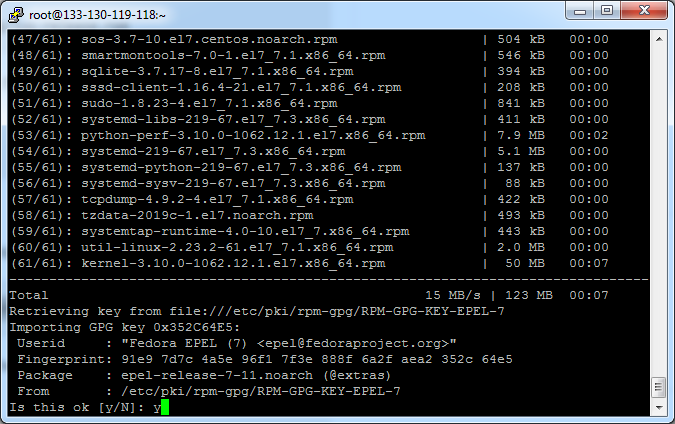 root@133-130-119-118:~
(47/61): sos-3.7-10.el7.centos.noarch.rpm | 504 kB 00:00
(48/61): smartmontools-7.0-1.el7_7.1.x86_64.rpm | 546 kB 00:00
(49/61): sqlite-3.7.17-8.el7_7.1.x86_64.rpm | 394 kB 00:00
(50/61): sssd-client-1.16.4-21.el7_7.1.x86_64.rpm | 208 kB 00:00
(51/61): sudo-1.8.23-4.el7_7.1.x86_64.rpm | 841 kB 00:00
(52/61): systemd-libs-219-67.el7_7.3.x86_64.rpm | 411 kB 00:00
(53/61): python-perf-3.10.0-1062.12.1.el7.x86_64.rpm | 7.9 MB 00:02
(54/61): systemd-219-67.el7_7.3.x86_64.rpm | 5.1 MB 00:00
(55/61): systemd-python-219-67.el7_7.3.x86_64.rpm | 137 kB 00:00
(56/61): systemd-sysv-219-67.el7_7.3.x86_64.rpm | 88 kB 00:00
(57/61): tcpdump-4.9.2-4.el7_7.1.x86_64.rpm | 422 kB 00:00
(58/61): tzdata-2019c-1.el7.noarch.rpm | 493 kB 00:00
(59/61): systemtap-runtime-4.0-10.el7_7.x86_64.rpm | 443 kB 00:00
(60/61): util-linux-2.23.2-61.el7_7.1.x86_64.rpm | 2.0 MB 00:00
(61/61): kernel-3.10.0-1062.12.1.el7.x86_64.rpm | 50 MB 00:07
--------------------------------------------------------------------------------
Total 15 MB/s | 123 MB 00:07
Retrieving key from file:///etc/pki/rpm-gpg/RPM-GPG-KEY-EPEL-7
Importing GPG key 0x352C64E5:
Userid : "Fedora EPEL (7) <epel@fedoraproject.org>"
Fingerprint: 91e9 7d7c 4a5e 96f1 7f3e 888f 6a2f aea2 352c 64e5
Package : epel-release-7-11.noarch (@extras)
From : /etc/pki/rpm-gpg/RPM-GPG-KEY-EPEL-7
Is this ok [y/N]: y